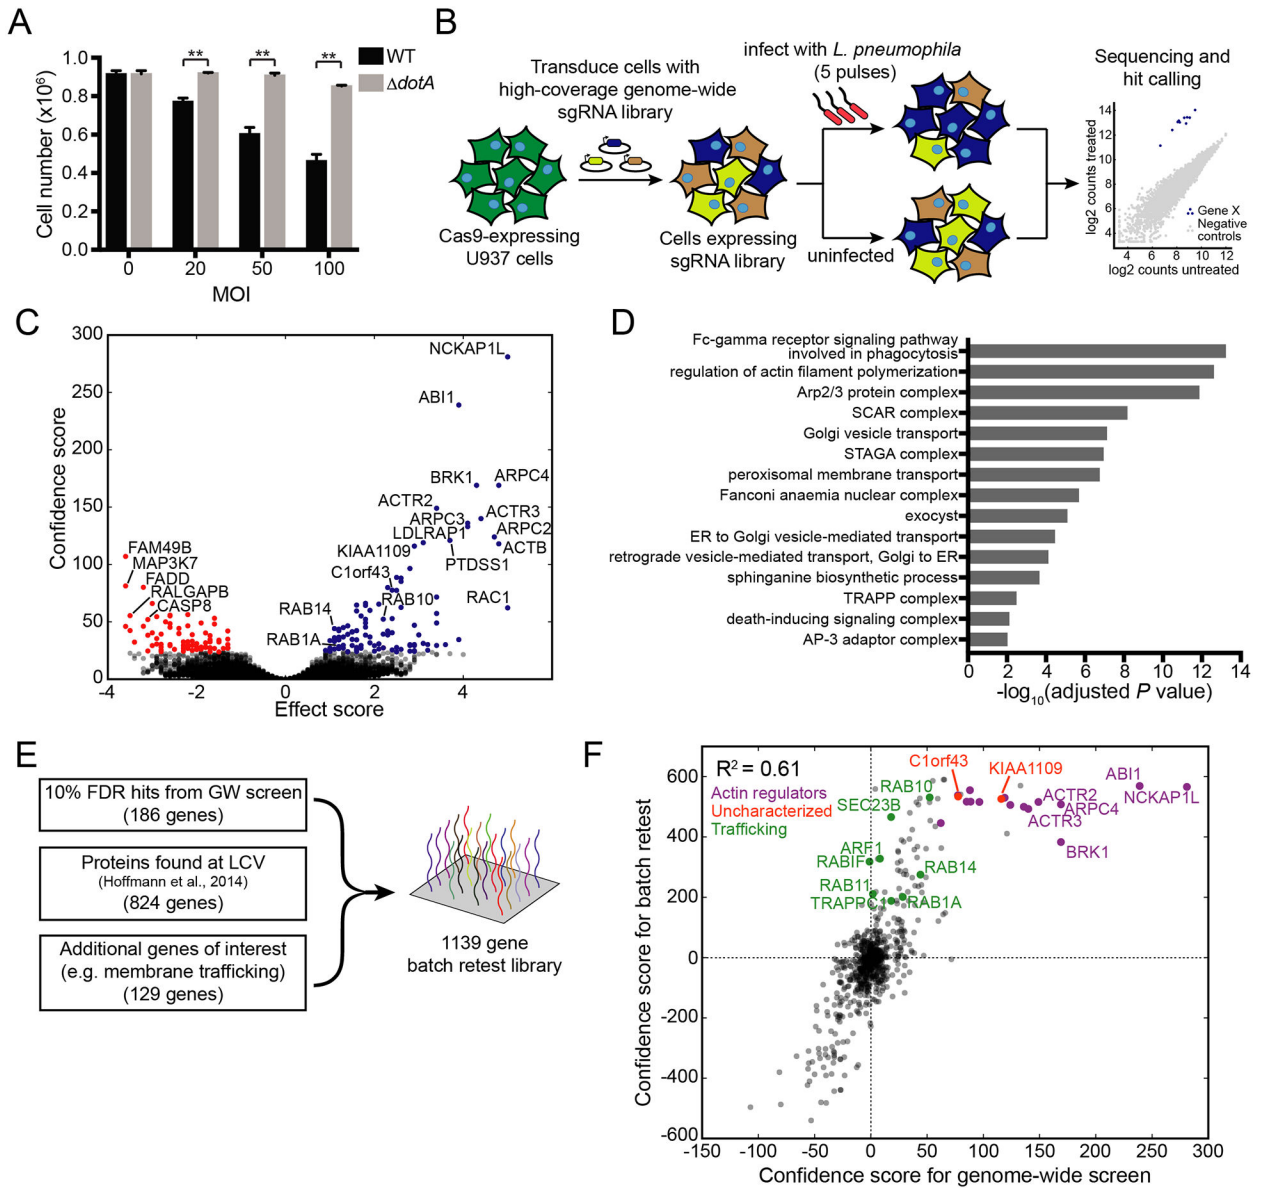 A
1.0
0.8
0.6
0.4
0.2
0.0
Cell number (x10⁶)
** ** **
WT
ΔdotA
0 20 50 100
MOI
B
Transduce cells with
high-coverage genome-wide
sgRNA library
Cas9-expressing
U937 cells
Cells expressing
sgRNA library
infect with L. pneumophila
(5 pulses)
uninfected
Sequencing and
hit calling
14
12
10
8
6
4
log2 counts treated
Gene X
Negative
controls
4 6 8 10 12
log2 counts untreated
C
300
250
200
150
100
50
0
Confidence score
NCKAP1L
ABI1
BRK1
ARPC4
ACTR2
ARPC3
ACTR3
LDLRAP1
ARPC2
KIAA1109
ACTB
PTDSS1
C1orf43
RAB10
RAC1
RAB14
RAB1A
FAM49B
MAP3K7
FADD
RALGAPB
CASP8
-4 -2 0 2 4
Effect score
D
Fc-gamma receptor signaling pathway
involved in phagocytosis
regulation of actin filament polymerization
Arp2/3 protein complex
SCAR complex
Golgi vesicle transport
STAGA complex
peroxisomal membrane transport
Fanconi anaemia nuclear complex
exocyst
ER to Golgi vesicle-mediated transport
retrograde vesicle-mediated transport, Golgi to ER
sphinganine biosynthetic process
TRAPP complex
death-inducing signaling complex
AP-3 adaptor complex
0 2 4 6 8 10 12 14
-log₁₀(adjusted P value)
E
10% FDR hits from GW screen
(186 genes)
Proteins found at LCV
(Hoffmann et al., 2014)
(824 genes)
Additional genes of interest
(e.g. membrane trafficking)
(129 genes)
1139 gene
batch retest library
F
600
400
200
0
-200
-400
-600
Confidence score for batch retest
R² = 0.61
Actin regulators
Uncharacterized
Trafficking
C1orf43
KIAA1109
ABI1
NCKAP1L
RAB10
SEC23B
ACTR2
ARPC4
ACTR3
BRK1
ARF1
RABIF
RAB14
RAB11
TRAPPC1
RAB1A
-150 -100 -50 0 50 100 150 200 250 300
Confidence score for genome-wide screen